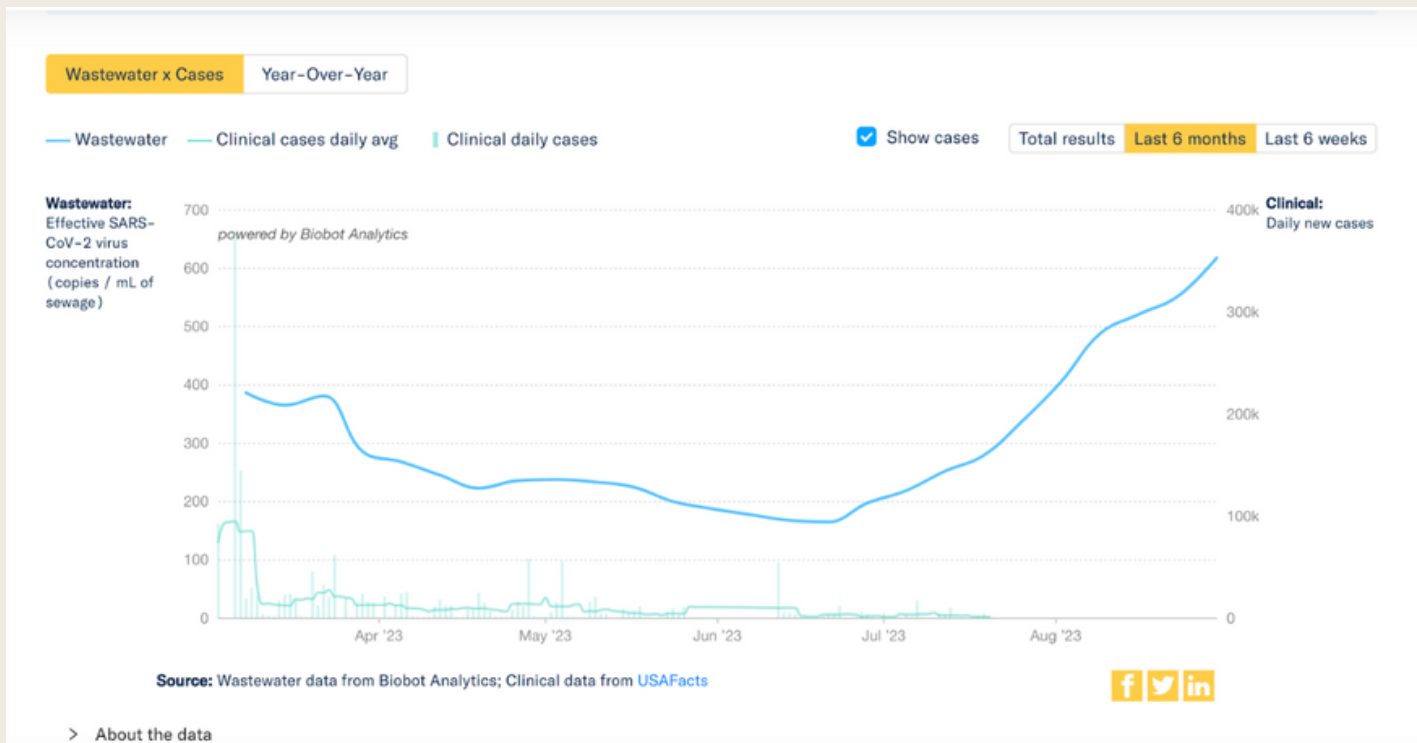 Wastewater x Cases
Year-Over-Year
Wastewater
Clinical cases daily avg
Clinical daily cases
Show cases
Total results
Last 6 months
Last 6 weeks
Wastewater:
Effective SARS-
CoV-2 virus
concentration
(copies / mL of
sewage)
700
600
500
400
300
200
100
0
powered by Biobot Analytics
400k
300k
200k
100k
0
Clinical:
Daily new cases
Apr '23
May '23
Jun '23
Jul '23
Aug '23
Source: Wastewater data from Biobot Analytics; Clinical data from USAFacts
f
in
> About the data